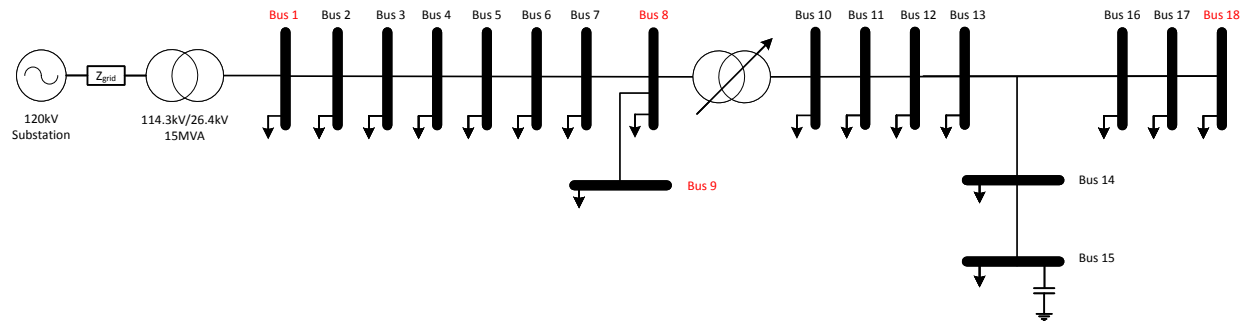 Bus 1
Bus 2
Bus 3
Bus 4
Bus 5
Bus 6
Bus 7
Bus 8
Bus 10
Bus 11
Bus 12
Bus 13
Bus 16
Bus 17
Bus 18
Zgrid
120kV
Substation
114.3kV/26.4kV
15MVA
Bus 9
Bus 14
Bus 15